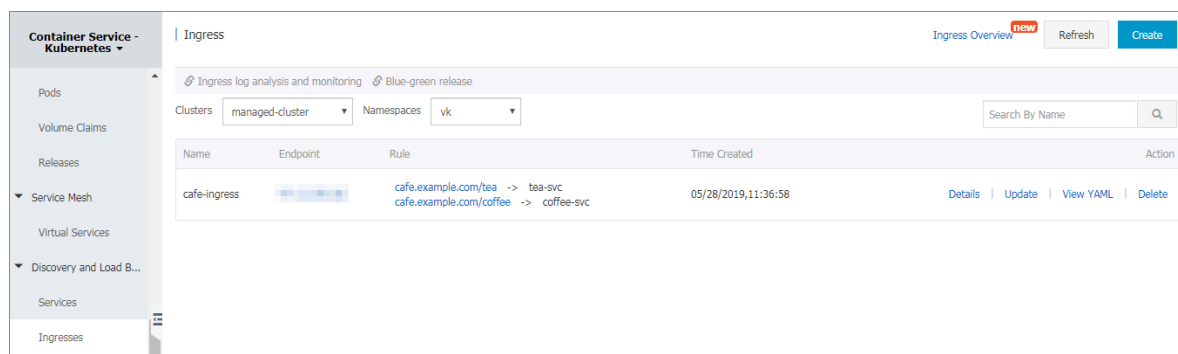 Container Service -
Kubernetes
Pods
Volume Claims
Releases
Service Mesh
Virtual Services
Discovery and Load B...
Services
Ingresses
Ingress
Ingress Overview new
Refresh
Create
Ingress log analysis and monitoring Blue-green release
Clusters managed-cluster Namespaces vk
Search By Name
Name Endpoint Rule Time Created Action
cafe-ingress cafe.example.com/tea -> tea-svc 05/28/2019,11:36:58 Details | Update | View YAML | Delete
cafe.example.com/coffee -> coffee-svc